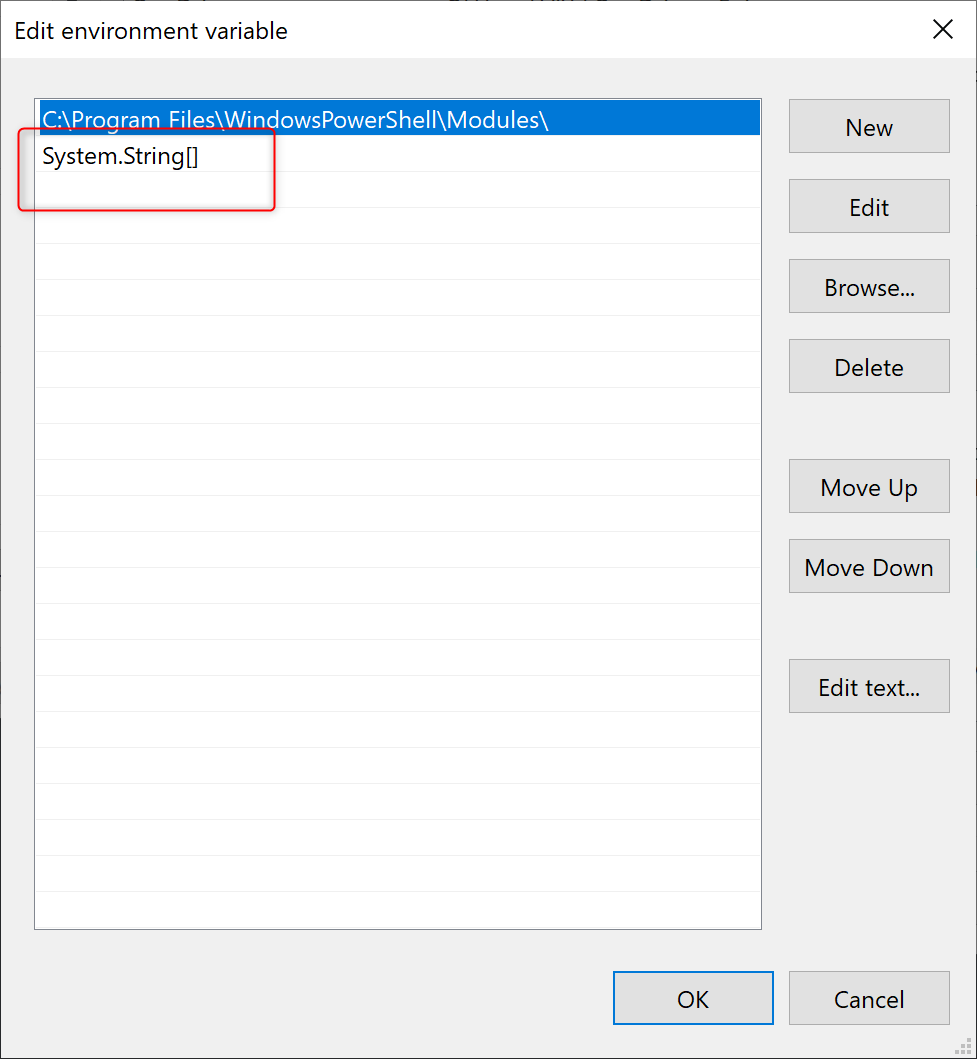 Edit environment variable
C:\Program Files\WindowsPowerShell\Modules\
System.String[]
New
Edit
Browse...
Delete
Move Up
Move Down
Edit text...
OK
Cancel